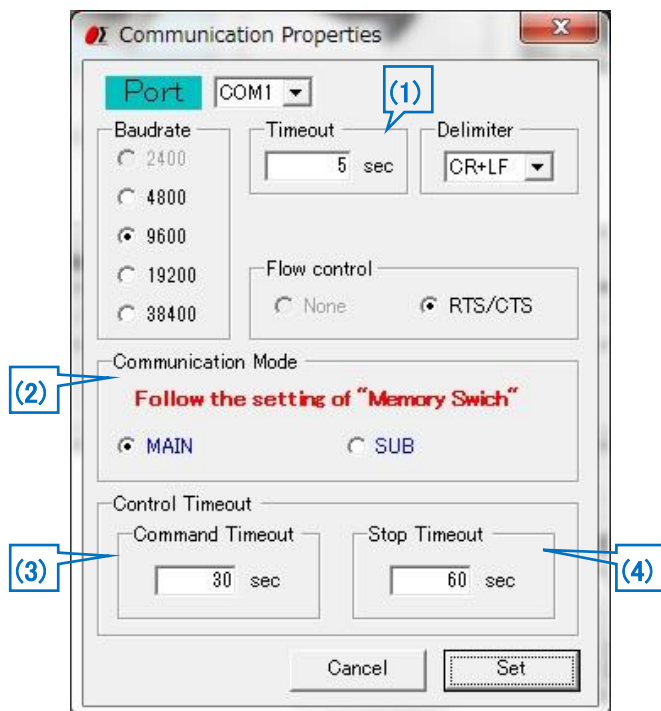 Communication Properties
Port COM1
(1)
Baudrate Timeout Delimiter
2400 5 sec CR+LF
4800
9600
19200 Flow control
38400 None RTS/CTS
Communication Mode
(2)
Follow the setting of "Memory Swich"
MAIN SUB
Control Timeout
Command Timeout Stop Timeout
(3) 30 sec 60 sec (4)
Cancel Set